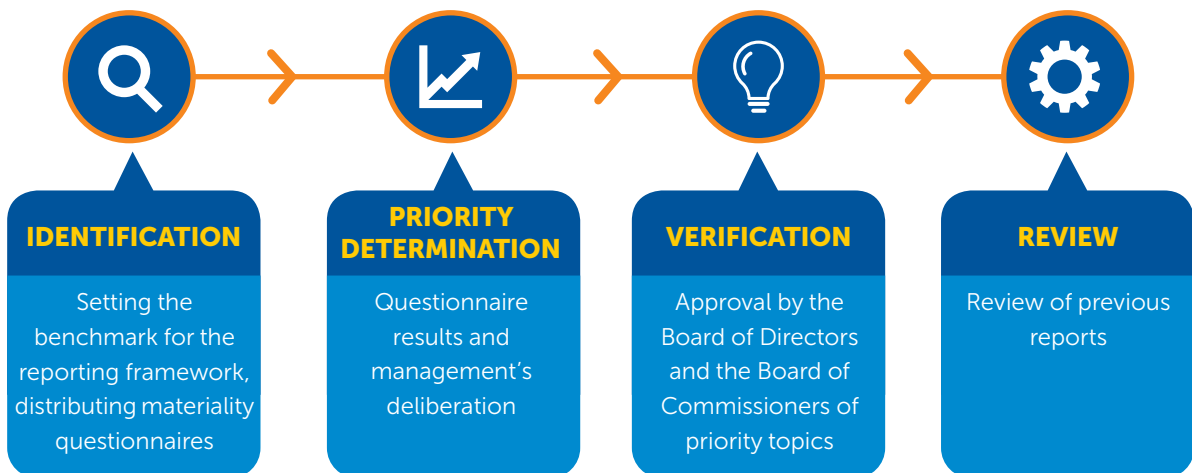 IDENTIFICATION
Setting the
benchmark for the
reporting framework,
distributing materiality
questionnaires
PRIORITY
DETERMINATION
Questionnaire
results and
management's
deliberation
VERIFICATION
Approval by the
Board of Directors
and the Board of
Commissioners of
priority topics
REVIEW
Review of previous
reports